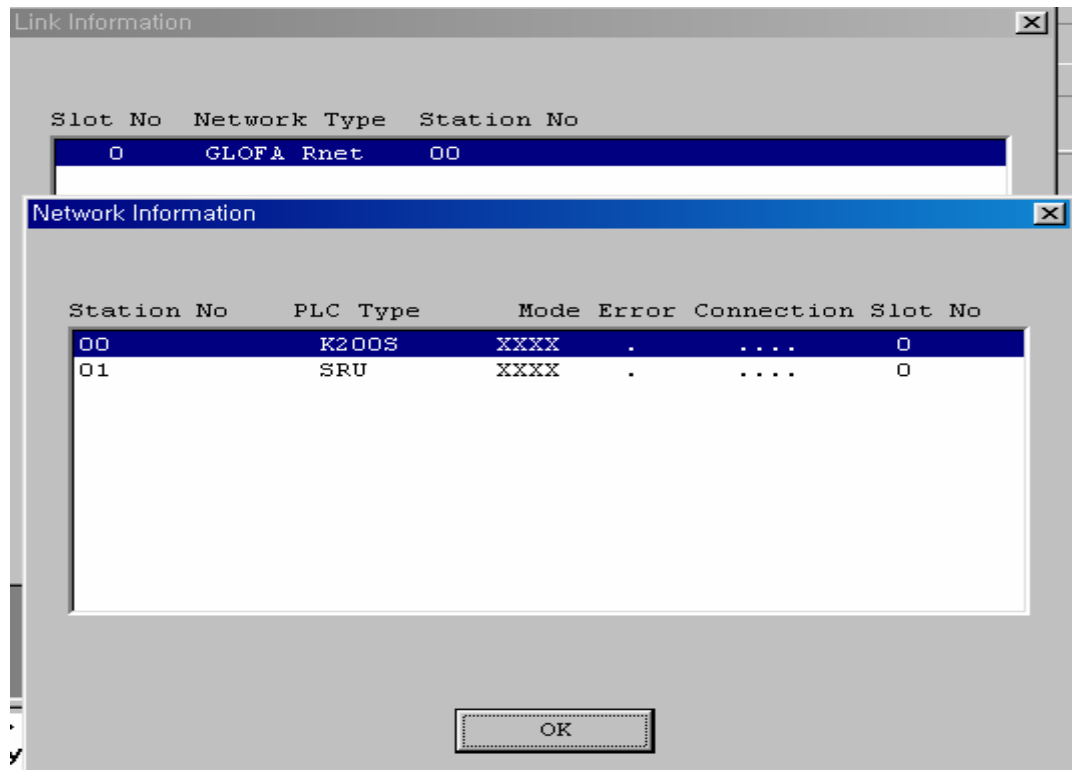 Link Information
Slot No Network Type Station No
0 GLOFA Rnet 00
Network Information
Station No PLC Type Mode Error Connection Slot No
00 K200S XXXX . .... 0
01 SRU XXXX . .... 0
OK
y